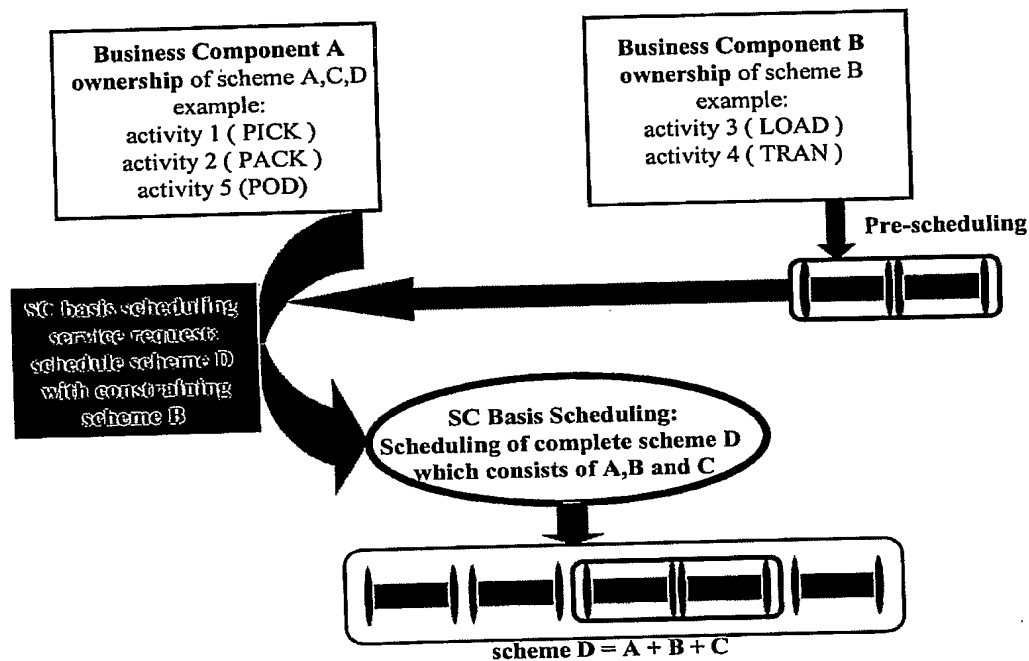 Business Component A
ownership of scheme A,C,D
example:
activity 1 ( PICK )
activity 2 ( PACK )
activity 5 (POD)
Business Component B
ownership of scheme B
example:
activity 3 ( LOAD )
activity 4 ( TRAN )
Pre-scheduling
SC basis scheduling
service request:
schedule scheme D
with constraining
scheme B
SC Basis Scheduling:
Scheduling of complete scheme D
which consists of A,B and C
scheme D = A + B + C